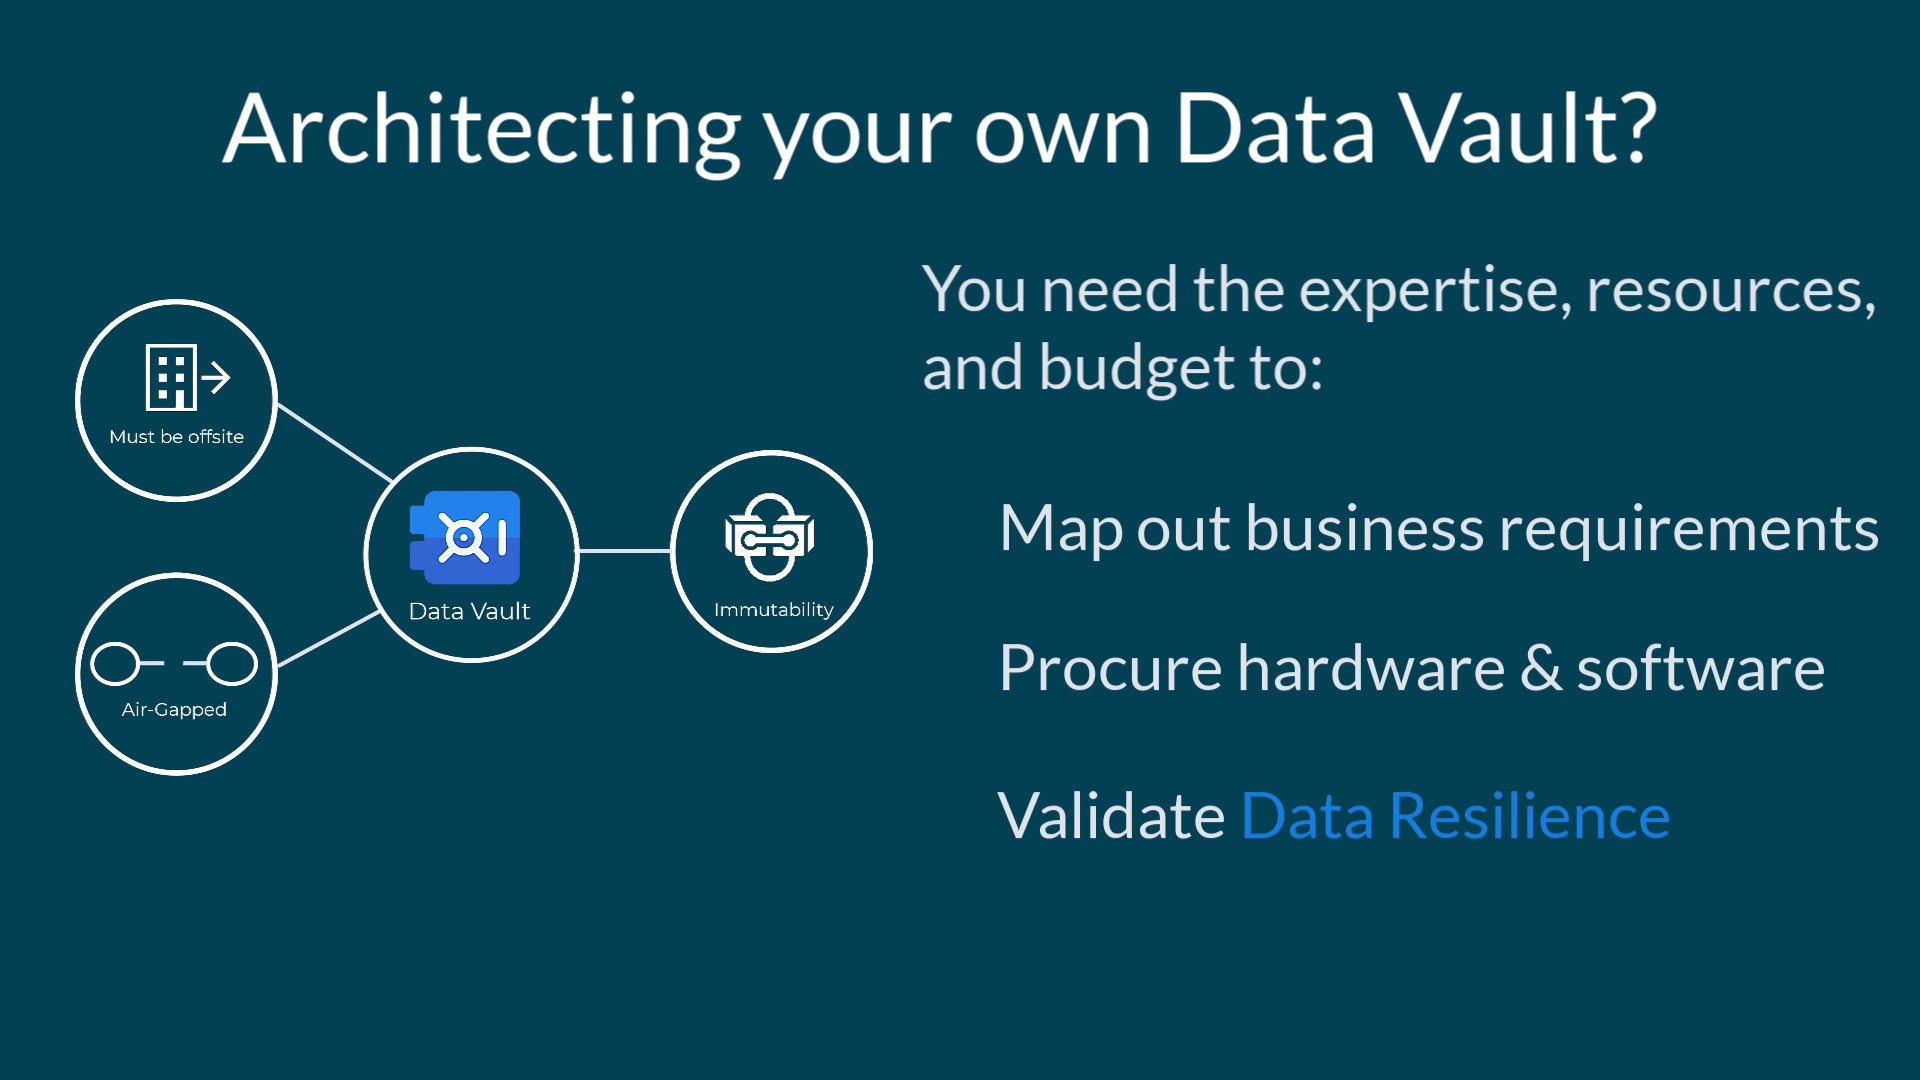 Architecting your own Data Vault?
Must be offsite
Air-Gapped
Data Vault
Immutability
You need the expertise, resources,
and budget to:
Map out business requirements
Procure hardware & software
Validate Data Resilience